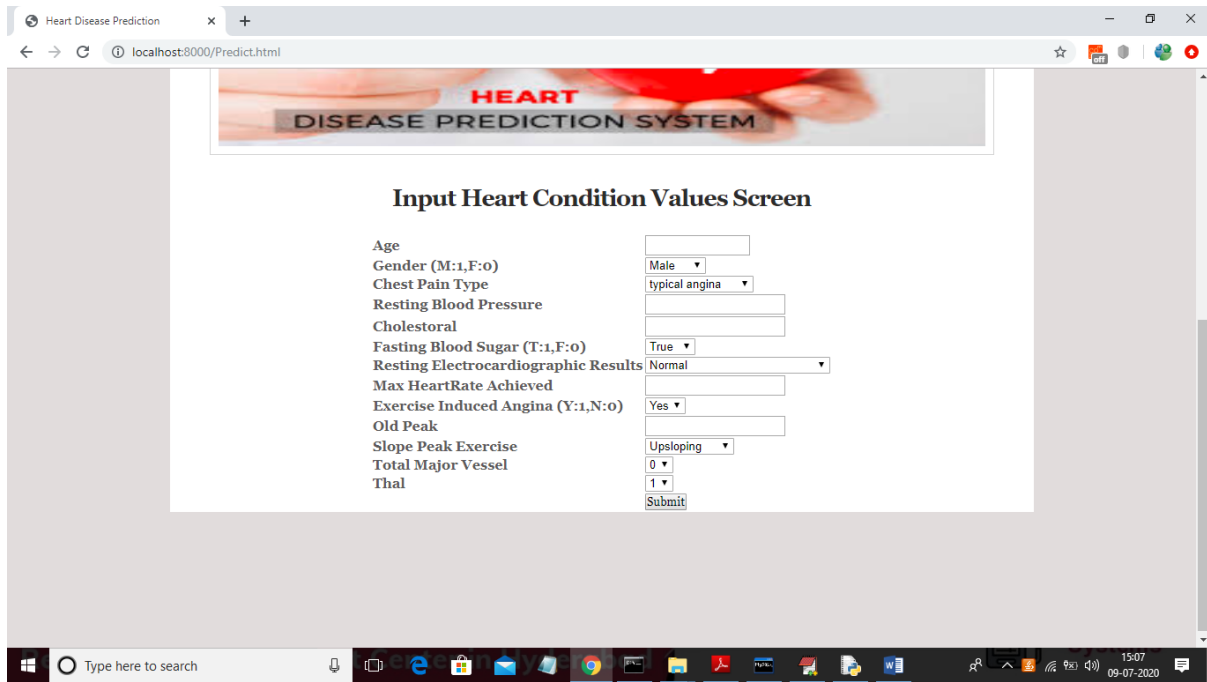 Heart Disease Prediction
localhost:8000/Predict.html
off
HEART
DISEASE PREDICTION SYSTEM
Input Heart Condition Values Screen
Age
Gender (M:1,F:0) Male
Chest Pain Type typical angina
Resting Blood Pressure
Cholestoral
Fasting Blood Sugar (T:1,F:0) True
Resting Electrocardiographic Results Normal
Max HeartRate Achieved
Exercise Induced Angina (Y:1,N:0) Yes
Old Peak
Slope Peak Exercise Upsloping
Total Major Vessel 0
Thal 1
Submit
Type here to search
15:07
09-07-2020